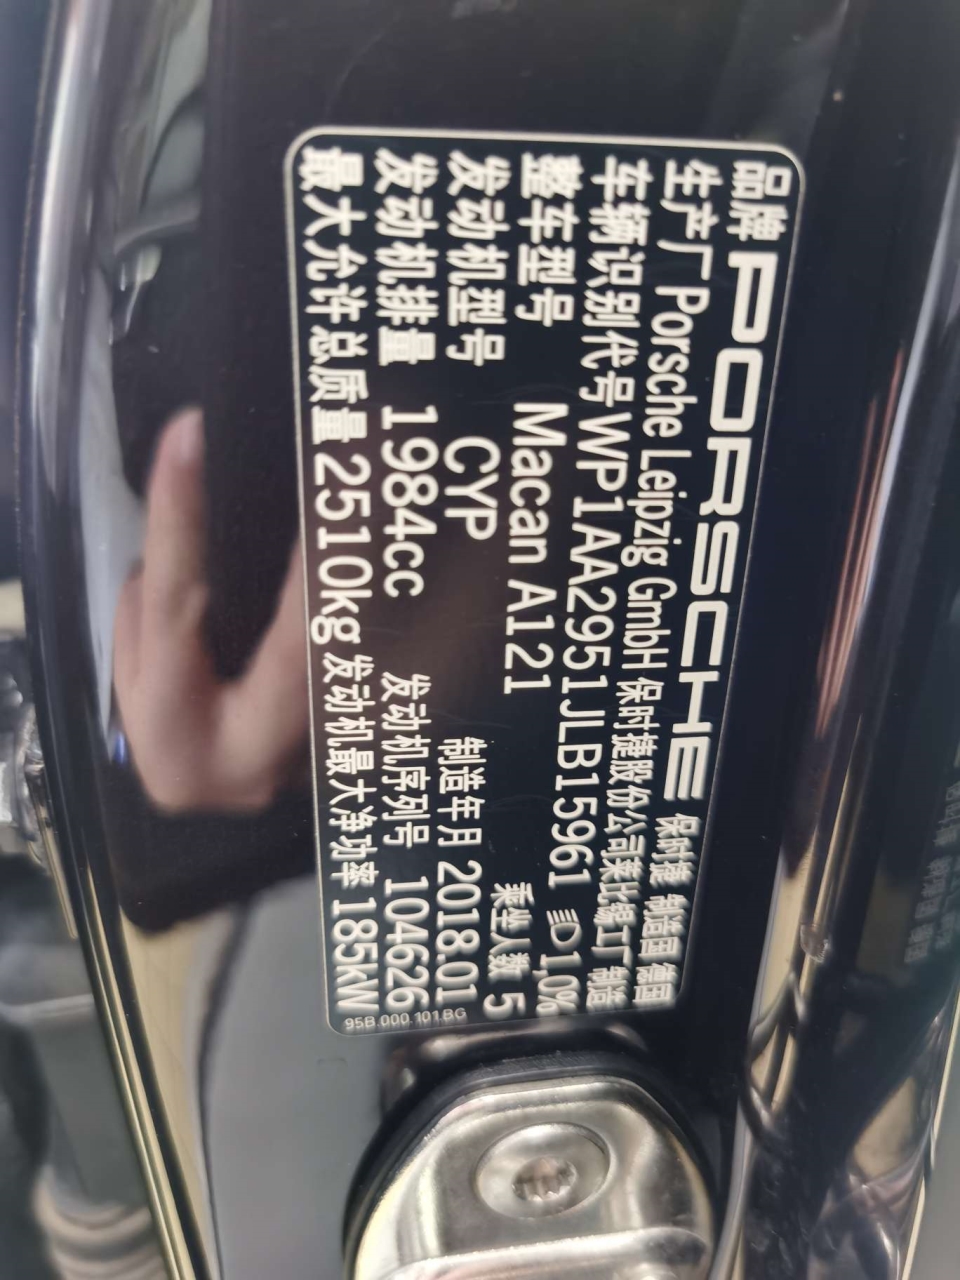 品牌 PORSCHE 保时捷 制造国 德国
生产厂 Porsche Leipzig GmbH 保时捷股份公司莱比锡工厂 制造
车辆识别代号 WP1AA2951JLB15961 1,0%
整车型号 Macan A121 乘坐人数 5
发动机型号 CYP 制造年月 2018.01
发动机排量 1984cc 发动机序列号 104626
最大允许总质量 2510kg 发动机最大净功率 185kW
95B.000.101.BG